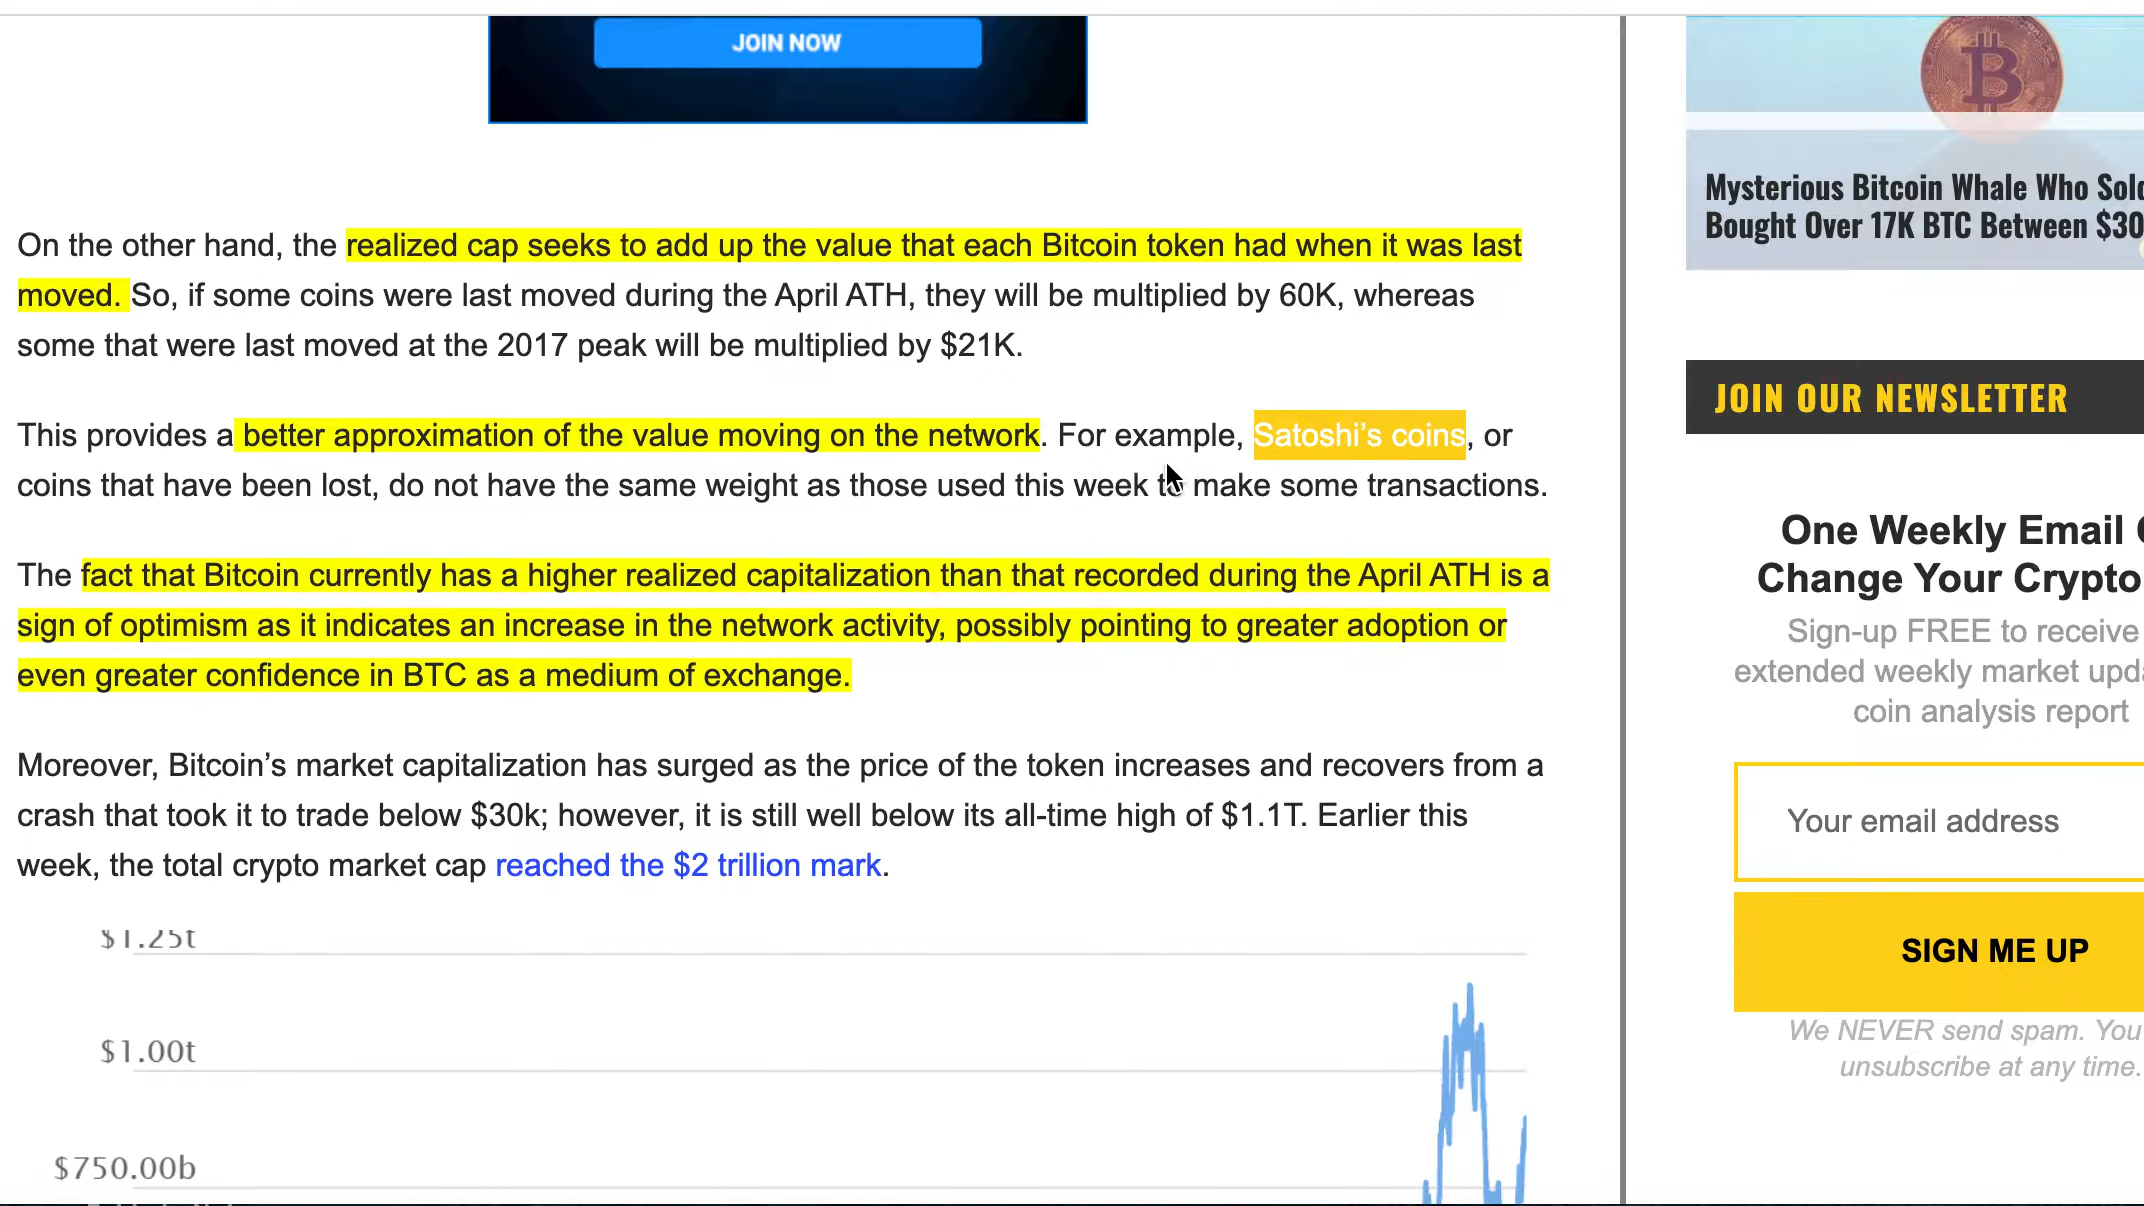 JOIN NOW
On the other hand, the realized cap seeks to add up the value that each Bitcoin token had when it was last
moved. So, if some coins were last moved during the April ATH, they will be multiplied by 60K, whereas
some that were last moved at the 2017 peak will be multiplied by $21K.
This provides a better approximation of the value moving on the network. For example, Satoshi’s coins, or
coins that have been lost, do not have the same weight as those used this week to make some transactions.
The fact that Bitcoin currently has a higher realized capitalization than that recorded during the April ATH is a
sign of optimism as it indicates an increase in the network activity, possibly pointing to greater adoption or
even greater confidence in BTC as a medium of exchange.
Moreover, Bitcoin’s market capitalization has surged as the price of the token increases and recovers from a
crash that took it to trade below $30k; however, it is still well below its all-time high of $1.1T. Earlier this
week, the total crypto market cap reached the $2 trillion mark.
$1.25t
$1.00t
$750.00b
Mysterious Bitcoin Whale Who Sold
Bought Over 17K BTC Between $30
JOIN OUR NEWSLETTER
One Weekly Email
Change Your Crypto
Sign-up FREE to receive
extended weekly market
coin analysis report
Your email address
SIGN ME UP
We NEVER send spam. You
unsubscribe at any time.